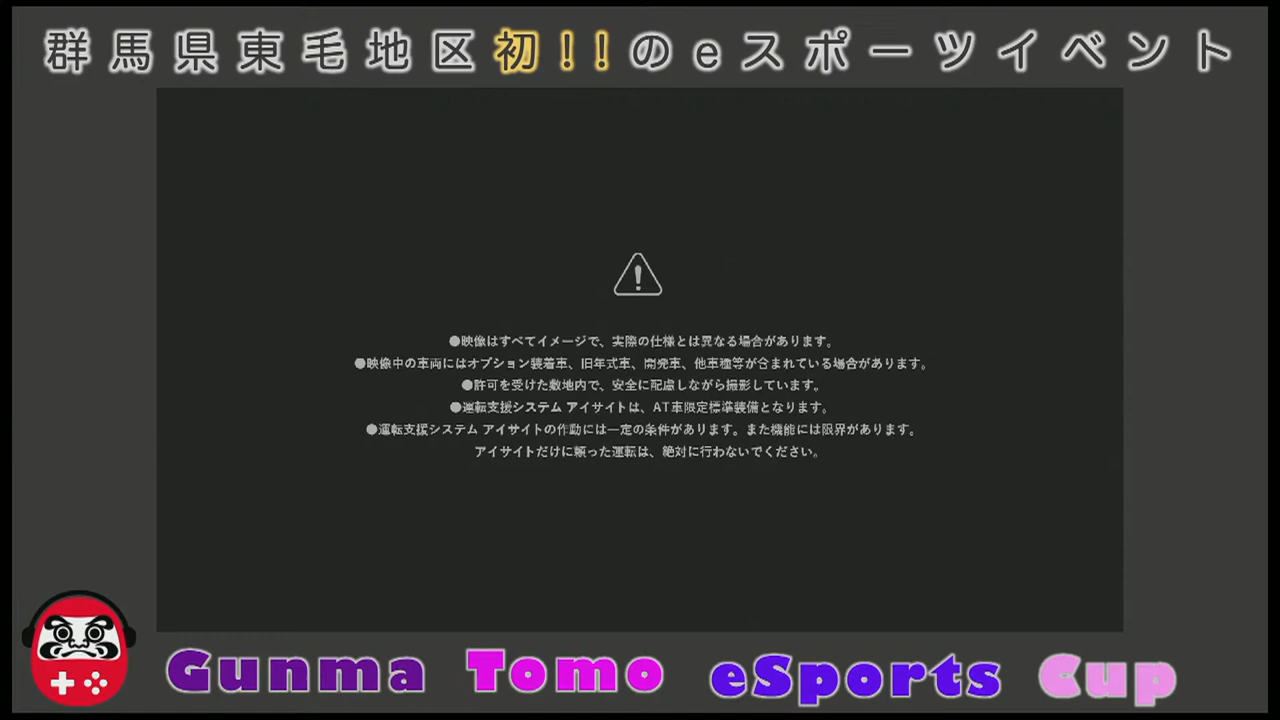 群馬県東毛地区初!!のeスポーツイベント
●映像はすべてイメージで、実際の仕様とは異なる場合があります。
●映像中の車両にはオプション装着車、旧年式車、開発車、他車種等が含まれている場合があります。
●許可を受けた敷地内で、安全に配慮しながら撮影しています。
●運転支援システム アイサイトは、AT車限定標準装備となります。
●運転支援システム アイサイトの作動には一定の条件があります。また機能には限界があります。
アイサイトだけに頼った運転は、絶対に行わないでください。
Gunma Tomo eSports Cup